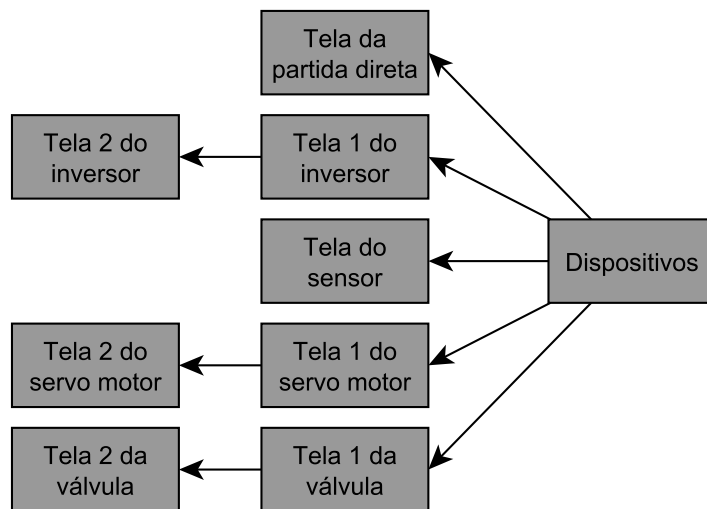 Tela da
partida direta
Tela 2 do
inversor
Tela 1 do
inversor
Tela do
sensor
Dispositivos
Tela 2 do
servo motor
Tela 1 do
servo motor
Tela 2 da
válvula
Tela 1 da
válvula